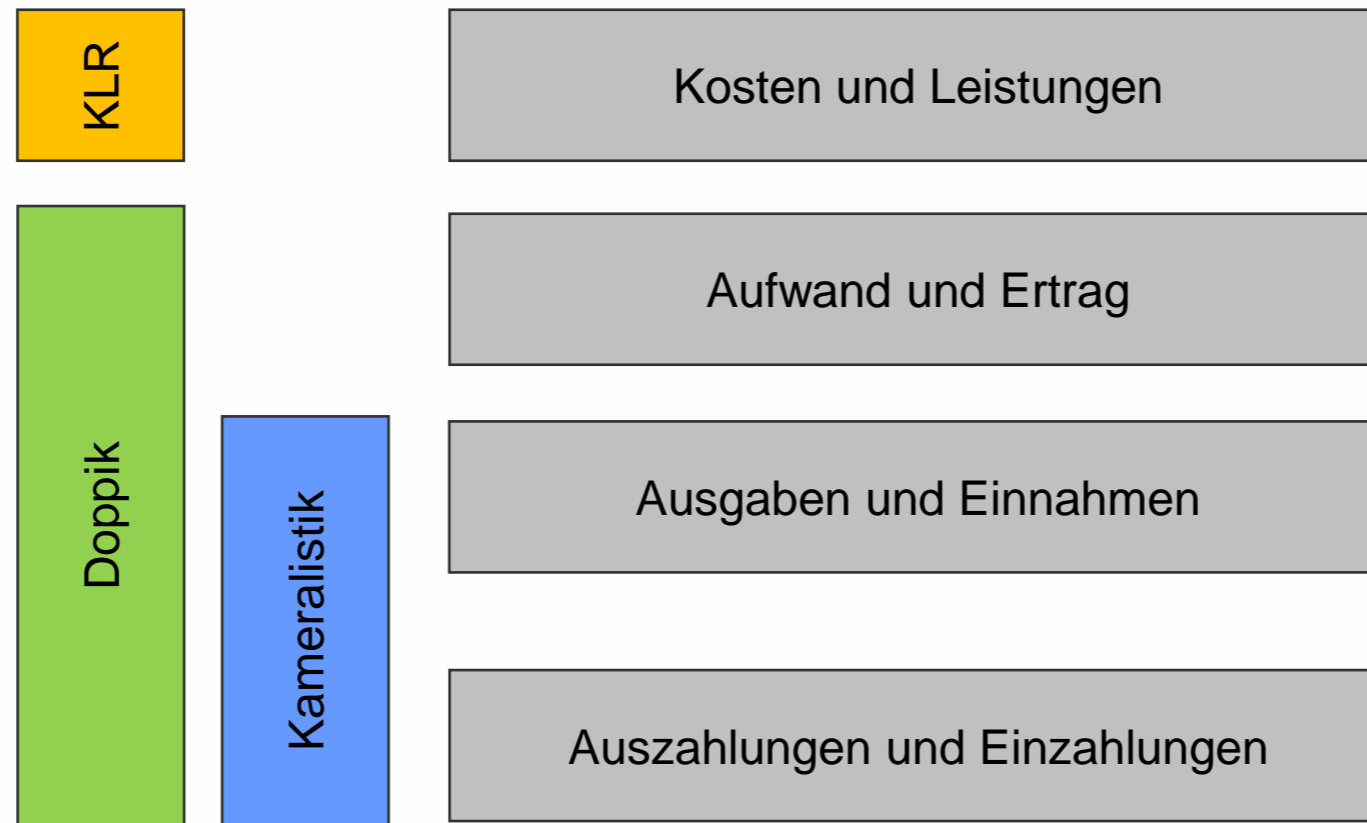 KLR
Kosten und Leistungen
Doppik
Aufwand und Ertrag
Kameralistik
Ausgaben und Einnahmen
Auszahlungen und Einzahlungen